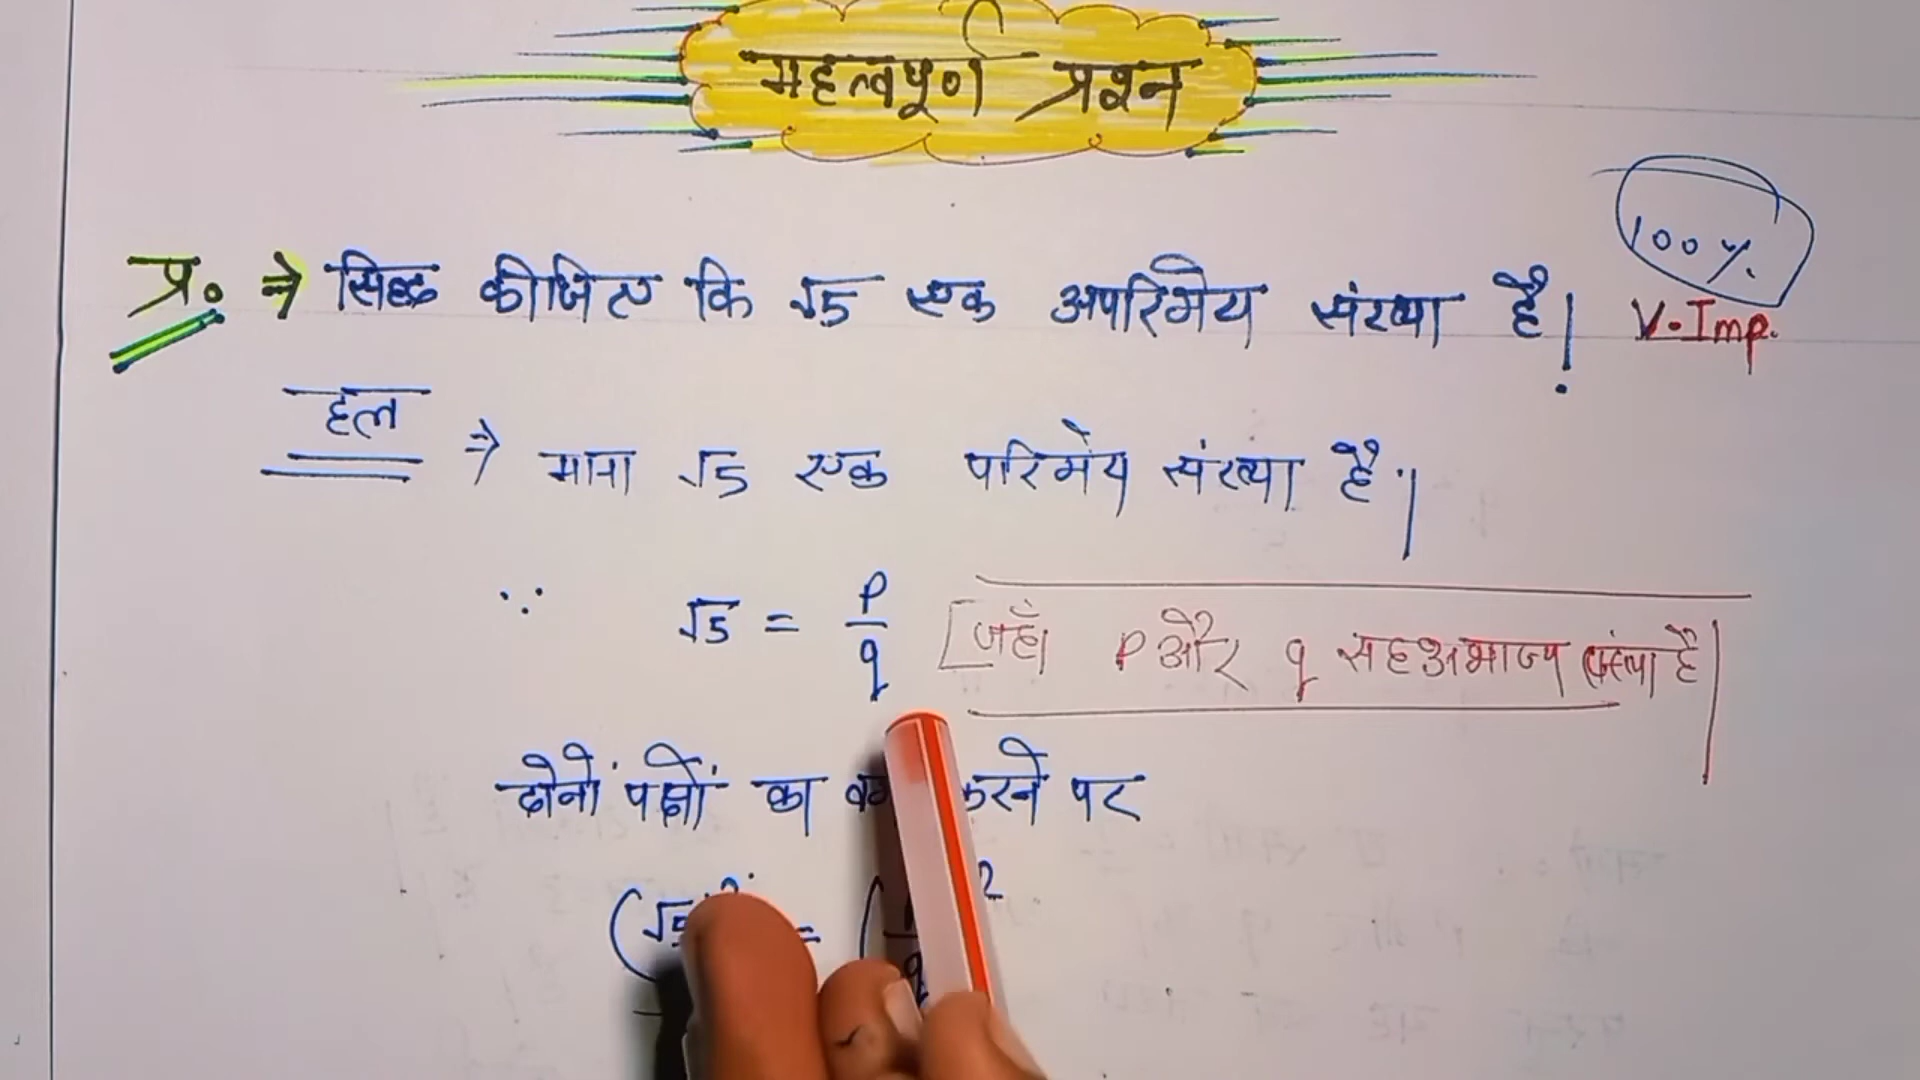 महत्वपूर्ण प्रश्न
100%
प्र. ⇒ सिद्ध कीजिए कि √5 एक अपरिमेय संख्या है। V. Imp.
हल ⇒ माना √5 एक परिमेय संख्या है।
∵ √5 = p/q [जहाँ p और q सहअभाज्य संख्या है]
दोनों पक्षों का करने पर